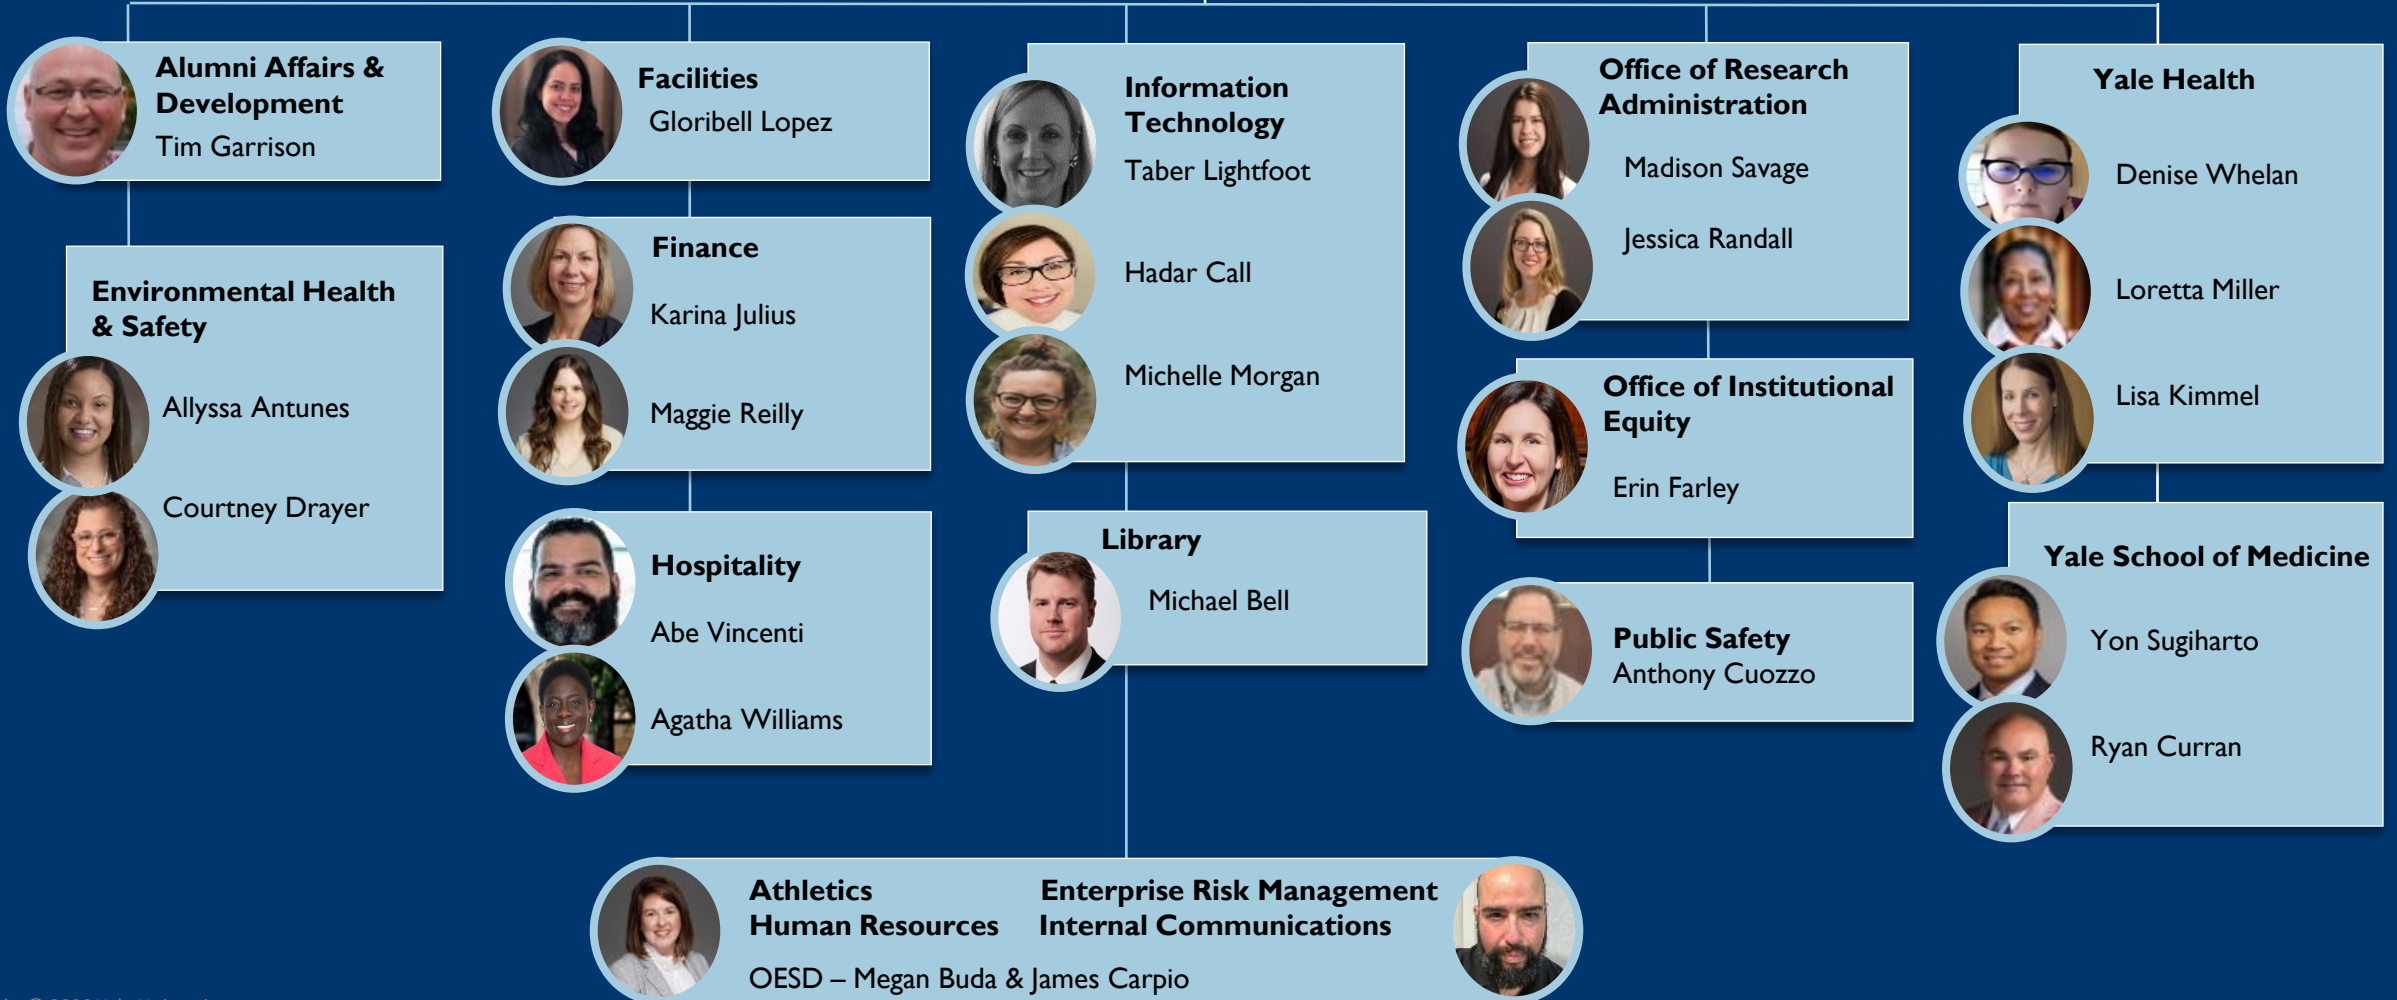 Alumni Affairs &
Development
Tim Garrison
Environmental Health
& Safety
Allyssa Antunes
Courtney Drayer
Facilities
Gloribell Lopez
Finance
Karina Julius
Maggie Reilly
Hospitality
Abe Vincenti
Agatha Williams
Information
Technology
Taber Lightfoot
Hadar Call
Michelle Morgan
Library
Michael Bell
Office of Research
Administration
Madison Savage
Jessica Randall
Office of Institutional
Equity
Erin Farley
Public Safety
Anthony Cuozzo
Yale Health
Denise Whelan
Loretta Miller
Lisa Kimmel
Yale School of Medicine
Yon Sugiharto
Ryan Curran
Athletics
Human Resources
Enterprise Risk Management
Internal Communications
OESD – Megan Buda & James Carpio